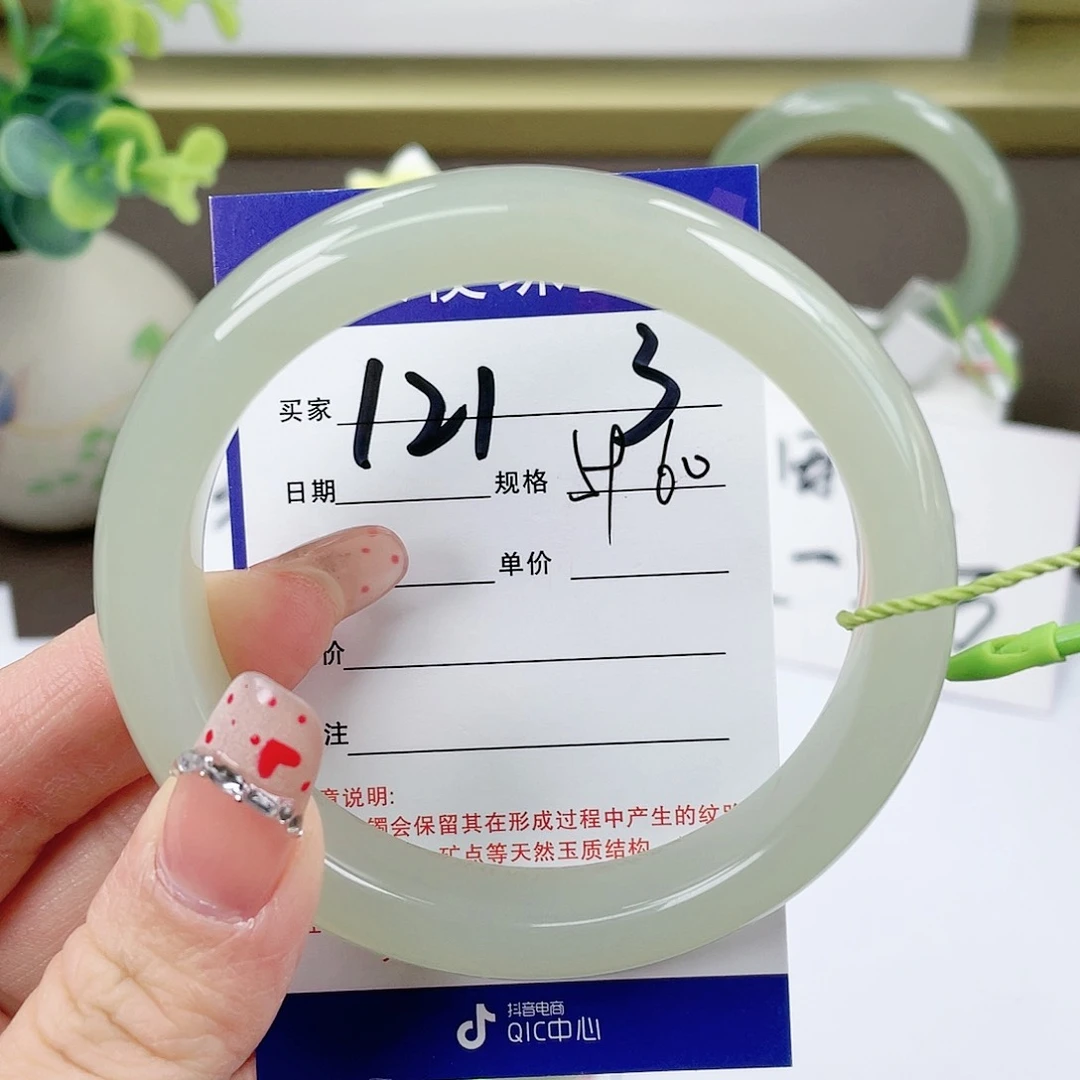 买家 121 3
日期 规格 60
单价
价
注
意说明:
镯会保留其在形成过程中产生的纹
矿点等天然玉质结构
抖音电商
QIC中心